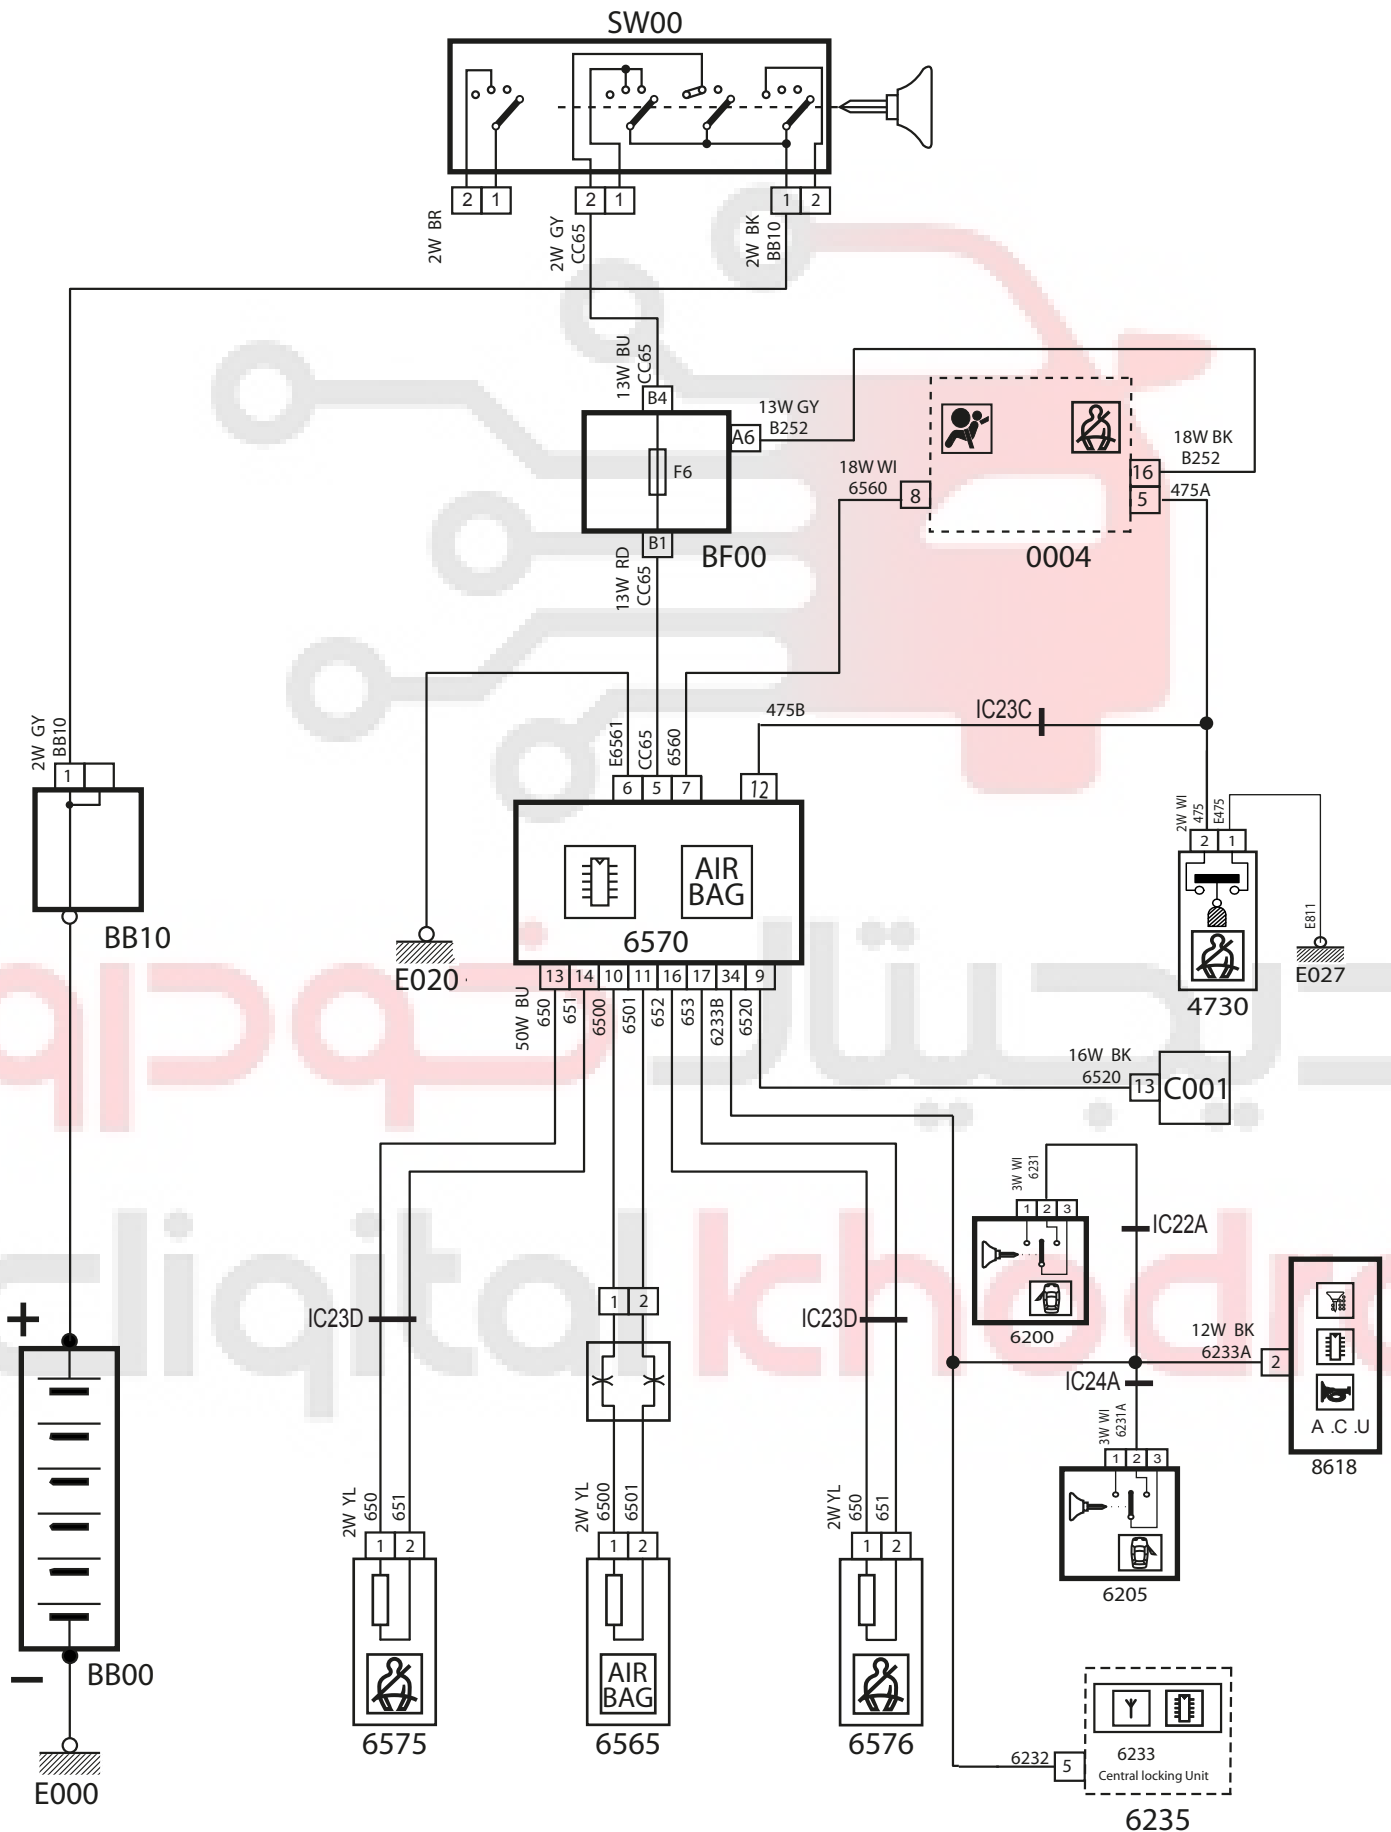 SW00
2 1
2 1
1 2
2W BR
2W GY
CC65
2W BK
BB10
13W BU
CC65
B4
13W GY
B252
A6
F6
18W WI
6560
8
18W BK
B252
16
5
475A
B1
BF00
0004
13W RD
CC65
475B
IC23C
2W GY
BB10
1
E6561
CC65
6560
6 5 7
12
2W WI
475
E475
2 1
AIR
BAG
6570
BB10
E020
E811
E027
4730
13 14 10 11 16 17 34 9
50W BU
650
651
6500
6501
652
653
6233B
6520
16W BK
6520
13
C001
دیجیتال خودرو
3W WI
6231
1 2 3
IC22A
digital khodro
6200
1 2
IC23D
IC23D
+
12W BK
6233A
2
IC24A
A .C .U
8618
3W WI
6231A
1 2 3
6205
2W YL
650
651
1 2
2W YL
6500
6501
1 2
2W YL
650
651
1 2
AIR
BAG
6575
6565
6576
−
BB00
E000
6232
5
6233
Central locking Unit
6235